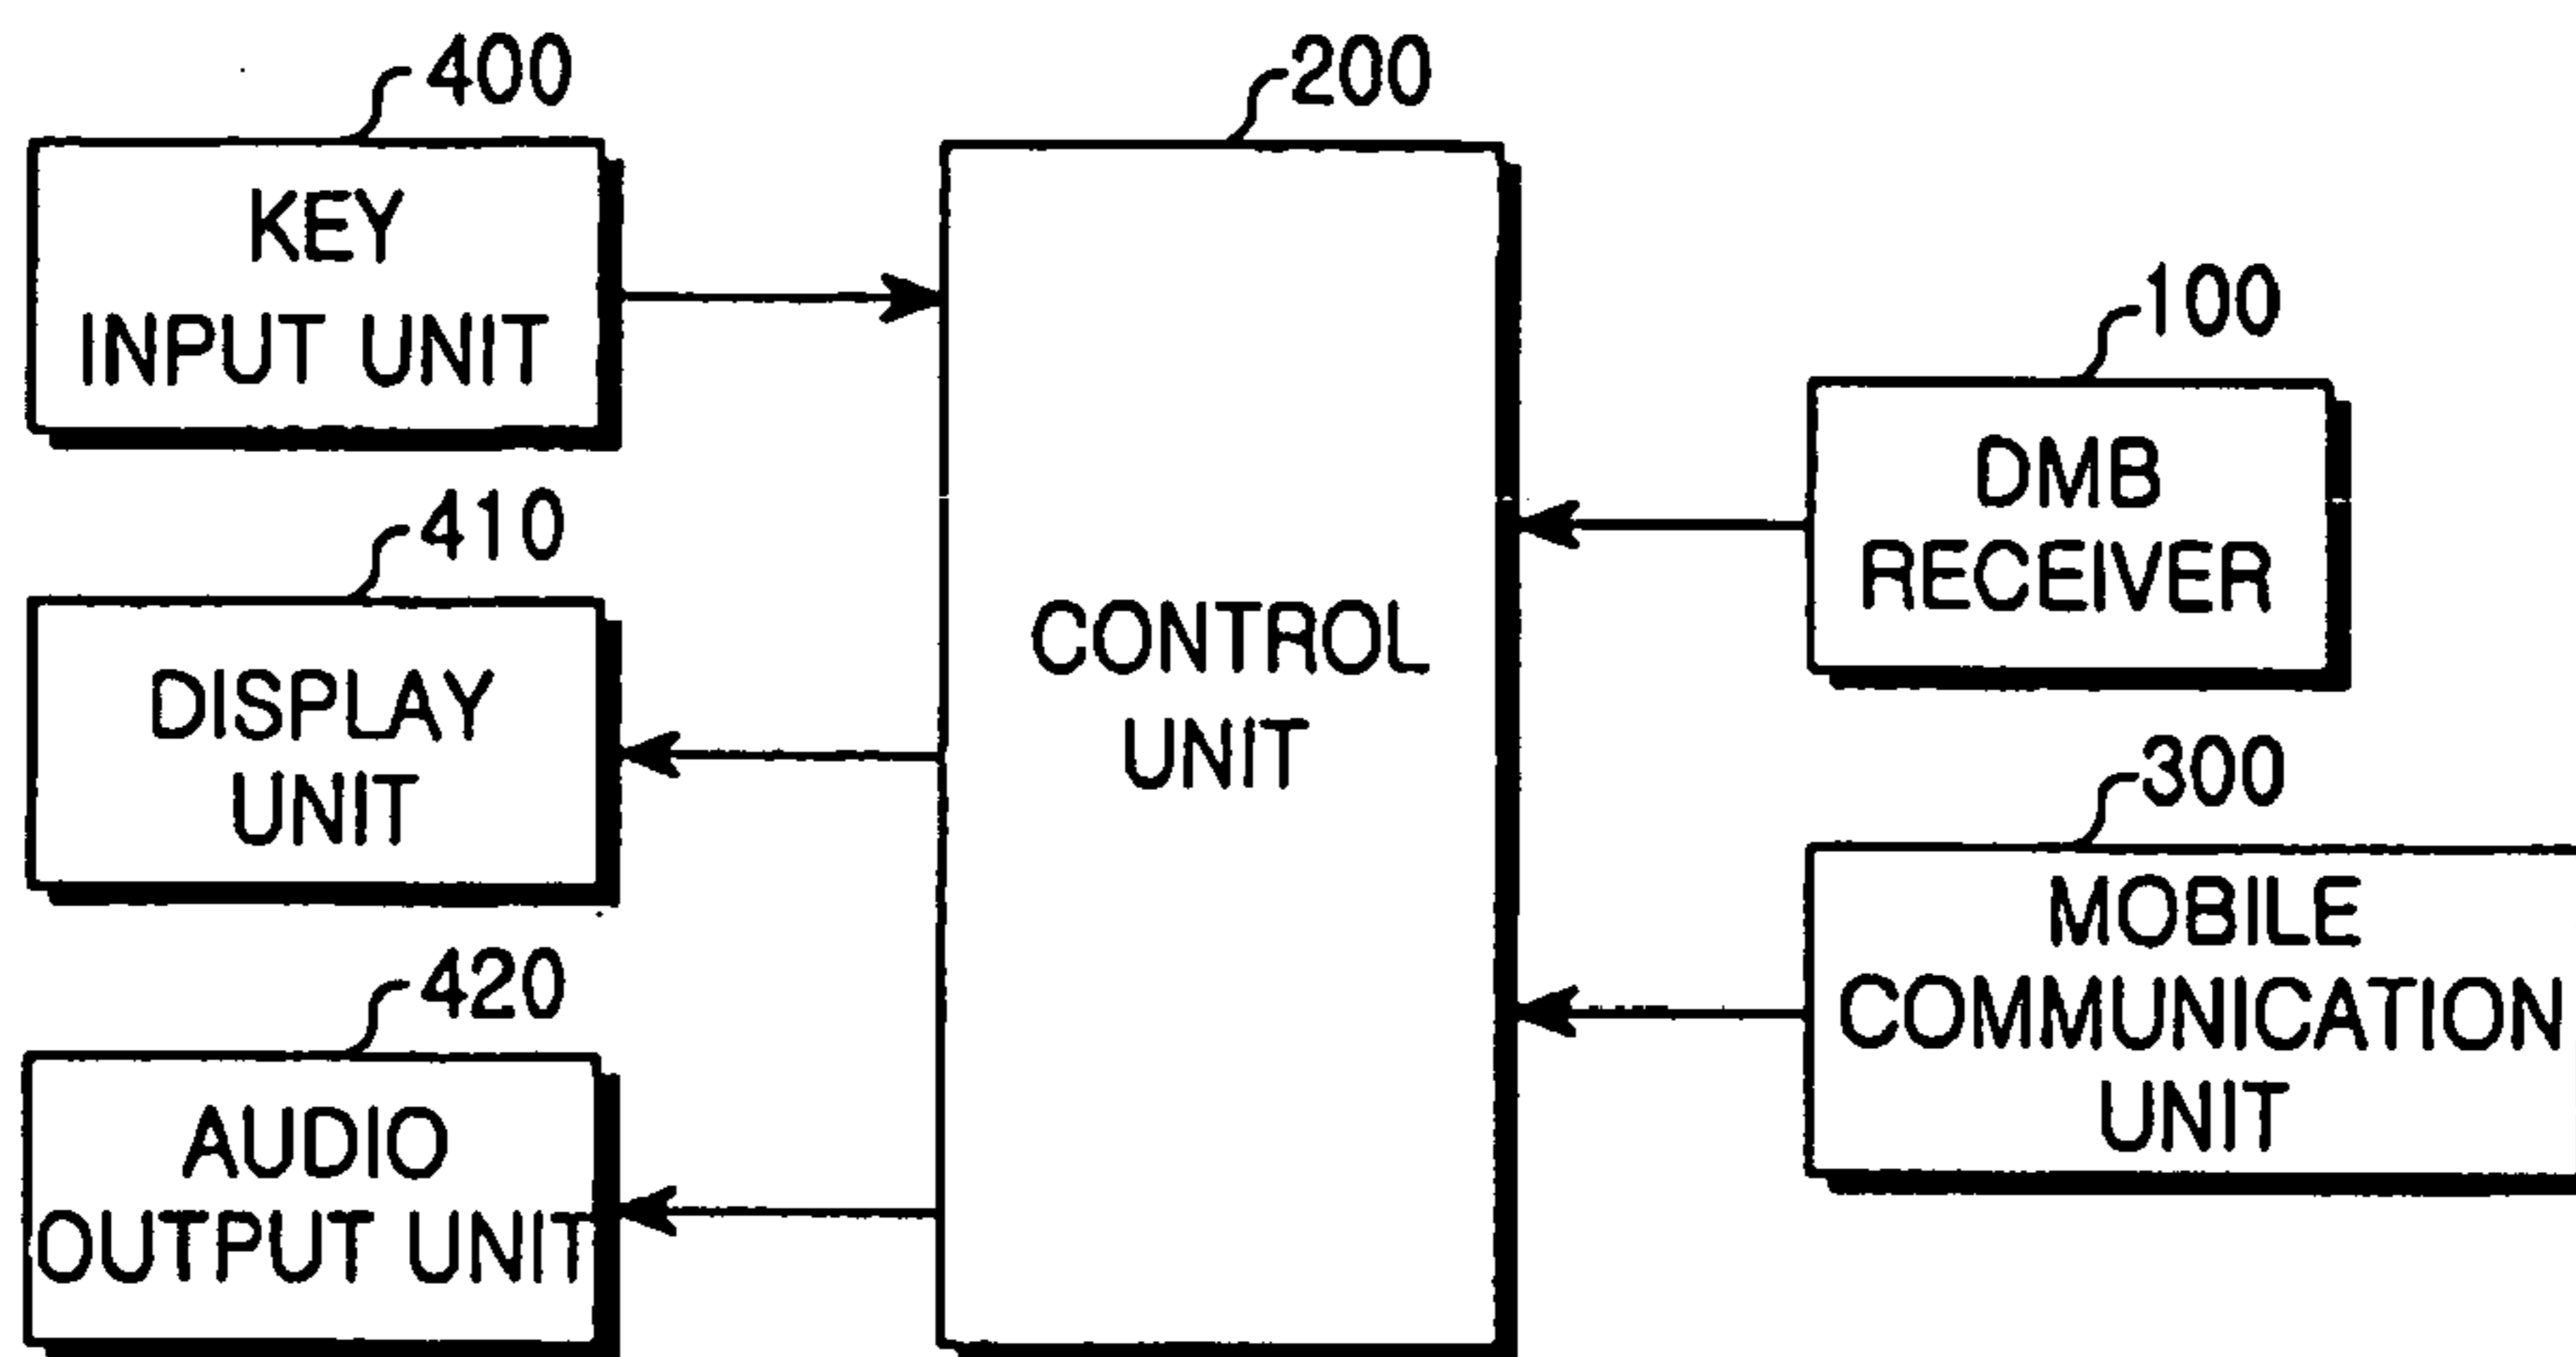 400
KEY
INPUT UNIT
410
DISPLAY
UNIT
420
AUDIO
OUTPUT UNIT
200
CONTROL
UNIT
100
DMB
RECEIVER
300
MOBILE
COMMUNICATION
UNIT